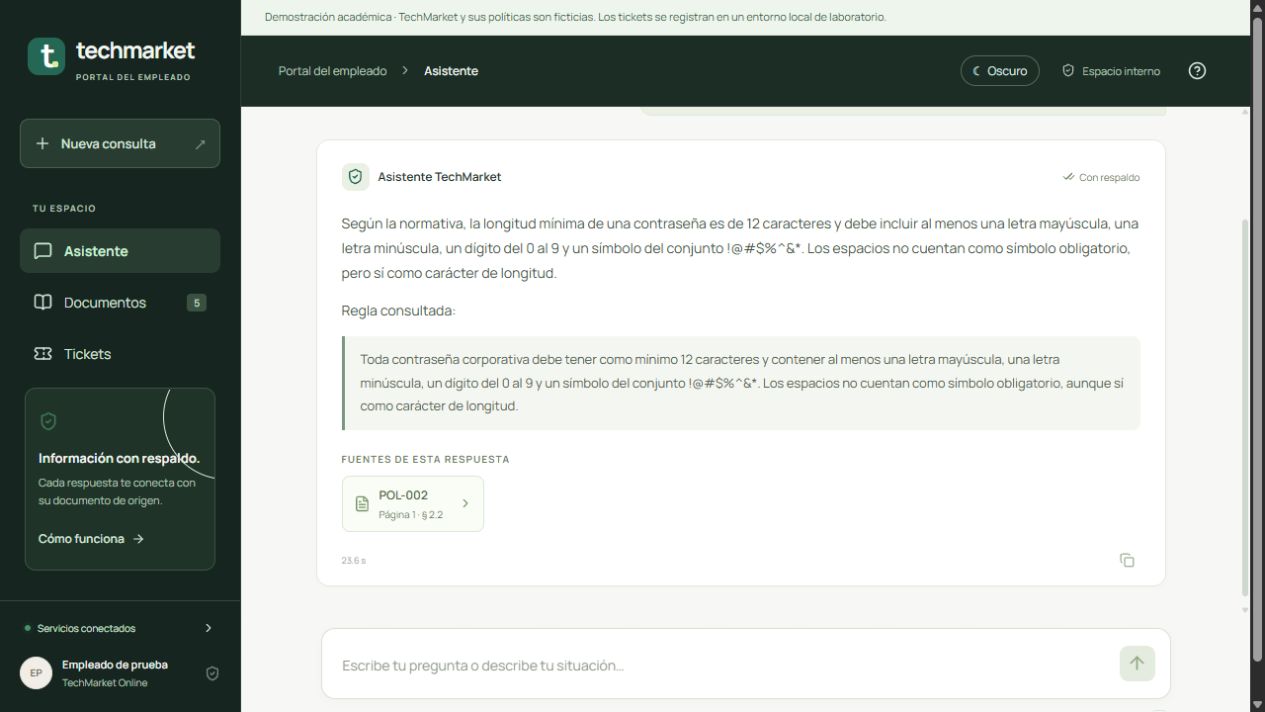 Demostración académica · TechMarket y sus políticas son ficticias. Los tickets se registran en un entorno local de laboratorio.
t.
techmarket
PORTAL DEL EMPLEADO
Portal del empleado > Asistente
Oscuro
Espacio interno
?
+ Nueva consulta ↗
TU ESPACIO
Asistente
Documentos 5
Tickets
Información con respaldo.
Cada respuesta te conecta con
su documento de origen.
Cómo funciona →
Servicios conectados
EP
Empleado de prueba
TechMarket Online
Asistente TechMarket
Con respaldo
Según la normativa, la longitud mínima de una contraseña es de 12 caracteres y debe incluir al menos una letra mayúscula, una
letra minúscula, un dígito del 0 al 9 y un símbolo del conjunto !@#$%^&*. Los espacios no cuentan como símbolo obligatorio,
pero sí como carácter de longitud.
Regla consultada:
Toda contraseña corporativa debe tener como mínimo 12 caracteres y contener al menos una letra mayúscula, una letra
minúscula, un dígito del 0 al 9 y un símbolo del conjunto !@#$%^&*. Los espacios no cuentan como símbolo obligatorio, aunque sí
como carácter de longitud.
FUENTES DE ESTA RESPUESTA
POL-002
Página 1 · § 2.2
23.6 s
Escribe tu pregunta o describe tu situación...